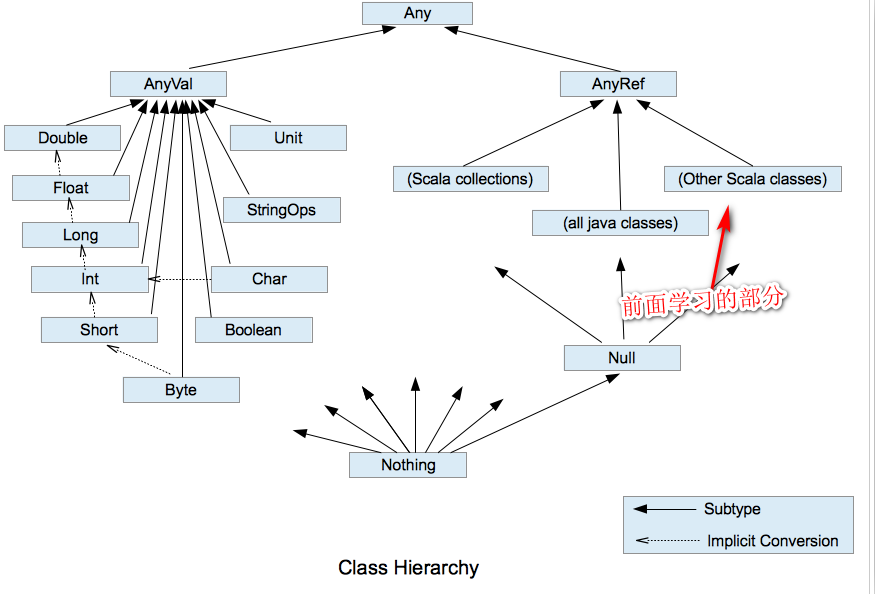 Any
AnyVal
AnyRef
Double
Unit
Float
(Scala collections)
(Other Scala classes)
StringOps
(all java classes)
Long
Int
Char
前面学习的部分
Short
Boolean
Null
Byte
Nothing
Subtype
Implicit Conversion
Class Hierarchy